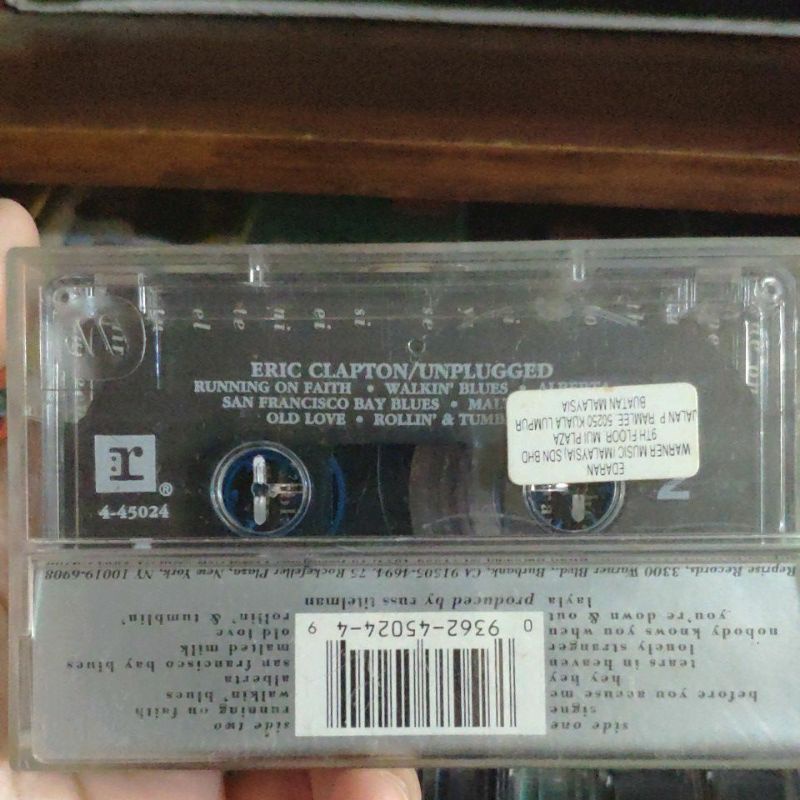 ERIC CLAPTON/UNPLUGGED
RUNNING ON FAITH • WALKIN' BLUES • ALBERT
SAN FRANCISCO BAY BLUES • MAL
OLD LOVE • ROLLIN' & TUMB
r
®
4-45024
2
EDARAN
WARNER MUSIC (MALAYSIA) SDN BHD
9TH FLOOR MUI PLAZA
JALAN P RAMLEE 50250 KUALA LUMPUR
BUATAN MALAYSIA
side one
signe
before you accuse me
hey hey
tears in heaven
lonely stranger
nobody knows you when
you're down & out
layla
side two
running on faith
walkin' blues
alberta
san francisco bay blues
malted milk
old love
rollin' & tumblin'
produced by russ titelman
Reprise Records, 3300 Warner Blvd., Burbank, CA 91505-4694. 75 Rockefeller Plaza, New York, NY 10019-6908
0 9362-45024-4 9